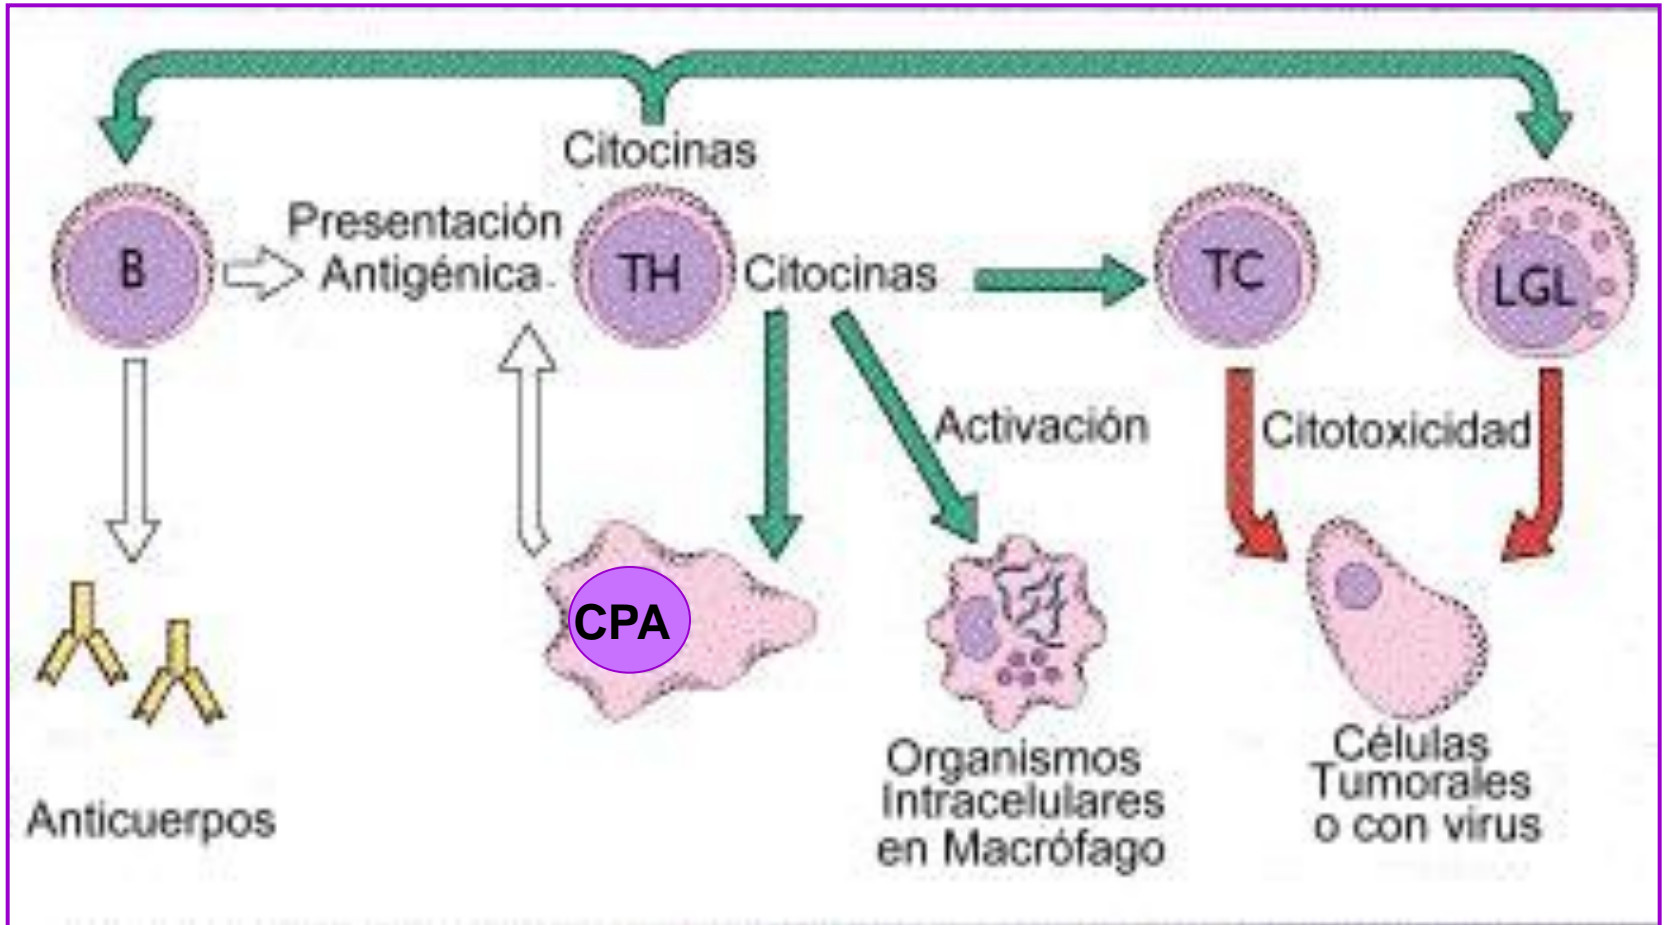 Citocinas
Presentación
Antigénica.
B
TH
Citocinas
TC
LGL
Activación
Citotoxicidad
CPA
Anticuerpos
Organismos
Intracelulares
en Macrófago
Células
Tumorales
o con virus